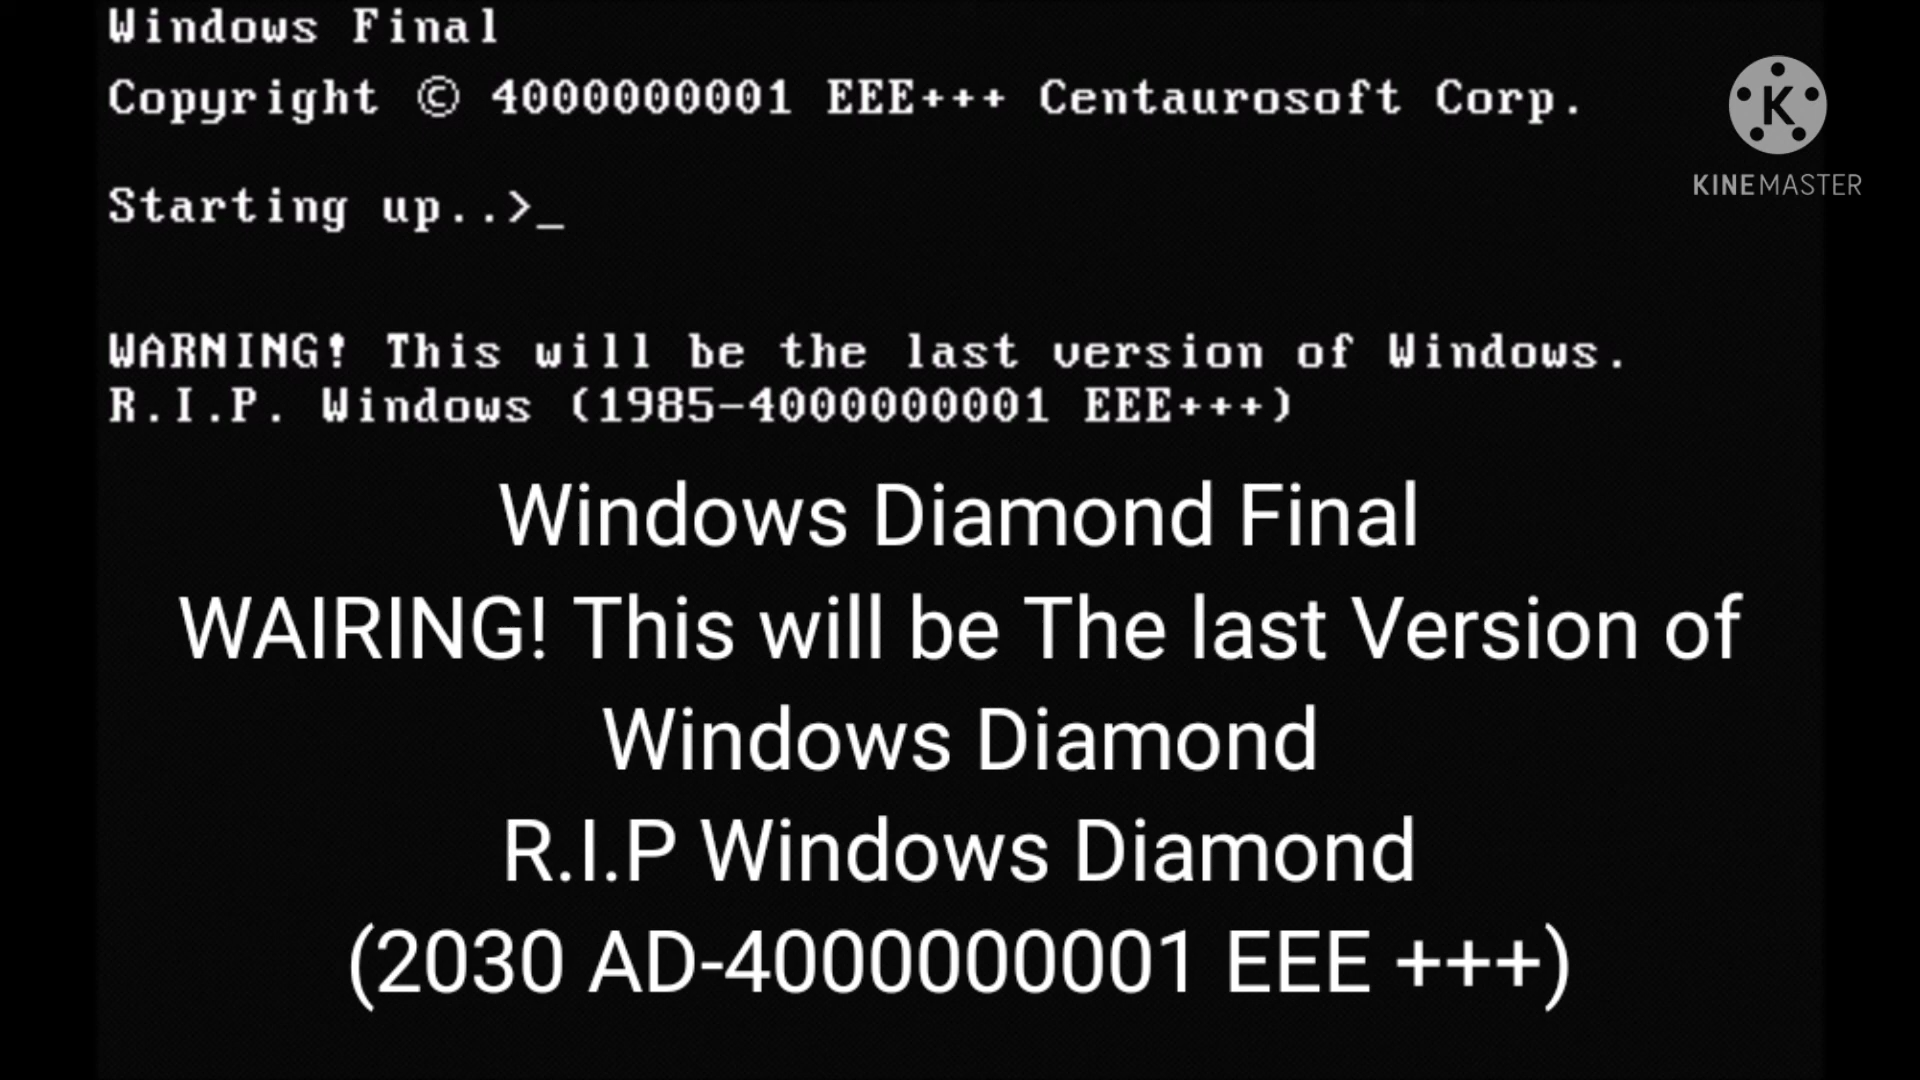 Windows Final
Copyright © 4000000001 EEE+++ Centaurosoft Corp.
K
KINEMASTER
Starting up..>_
WARNING! This will be the last version of Windows.
R.I.P. Windows (1985-4000000001 EEE+++)
Windows Diamond Final
WAIRING! This will be The last Version of
Windows Diamond
R.I.P Windows Diamond
(2030 AD-4000000001 EEE +++)